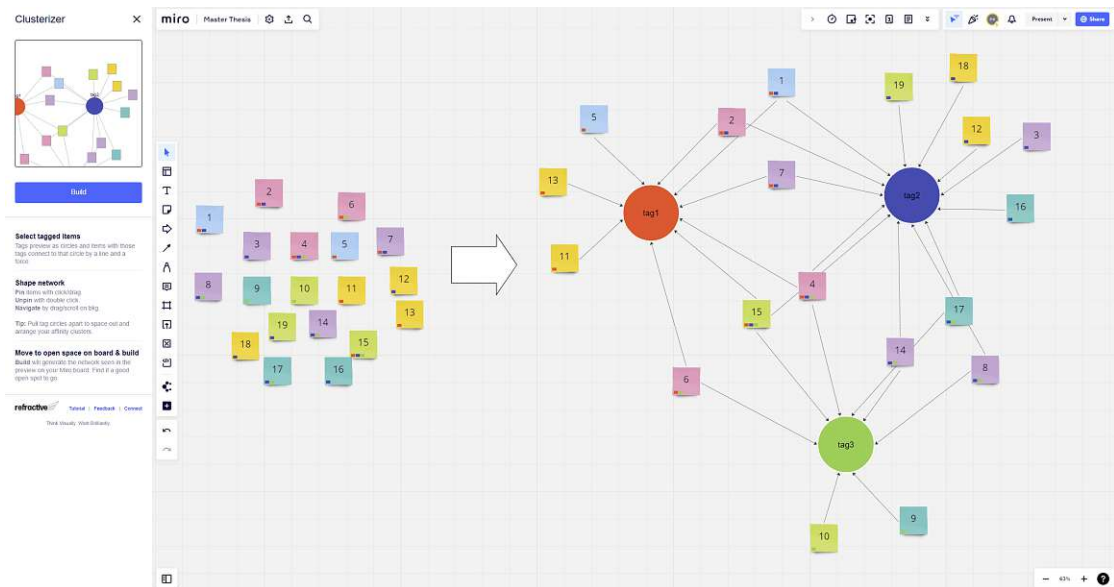 Clusterizer
miro
Master Thesis
Present
Share
Build
Select tagged items
Tags preview as circles and items with those
tags connect to that circle by a line and a
force
Shape network
Pin items with click/drag
Unpin with double click.
Navigate by drag/scroll on bkg.
Tip: Pull tag circles apart to space out and
arrange your affinity clusters.
Move to open space on board & build
Build will generate the network seen in the
preview on your Miro board. Find a good
open spot to go
refractive
Tutorial | Feedback | Connect
Think Visually. Work Distinctly.
1
2
6
3
4
5
7
8
9
10
11
12
13
19
14
15
18
17
16
18
1
19
5
2
12
3
13
7
tag2
16
tag1
11
4
15
17
14
8
6
tag3
9
10
43%